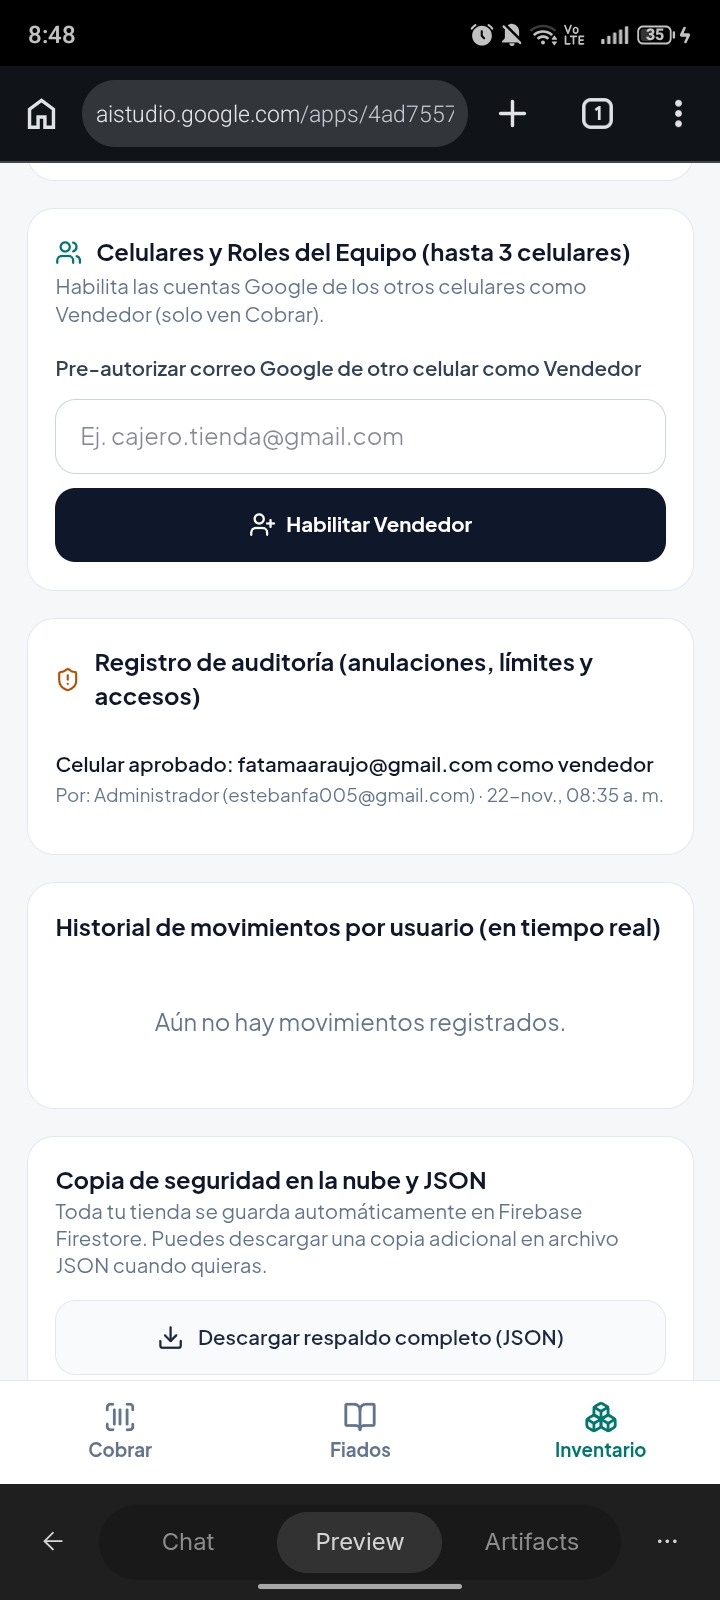 8:48
Vo
LTE
35
aistudio.google.com/apps/4ad7557
1
Celulares y Roles del Equipo (hasta 3 celulares)
Habilita las cuentas Google de los otros celulares como
Vendedor (solo ven Cobrar).
Pre-autorizar correo Google de otro celular como Vendedor
Ej. cajero.tienda@gmail.com
Habilitar Vendedor
Registro de auditoría (anulaciones, límites y
accesos)
Celular aprobado: fatamaaraujo@gmail.com como vendedor
Por: Administrador (estebanfa005@gmail.com) · 22-nov., 08:35 a. m.
Historial de movimientos por usuario (en tiempo real)
Aún no hay movimientos registrados.
Copia de seguridad en la nube y JSON
Toda tu tienda se guarda automáticamente en Firebase
Firestore. Puedes descargar una copia adicional en archivo
JSON cuando quieras.
Descargar respaldo completo (JSON)
Cobrar
Fiados
Inventario
Chat
Preview
Artifacts